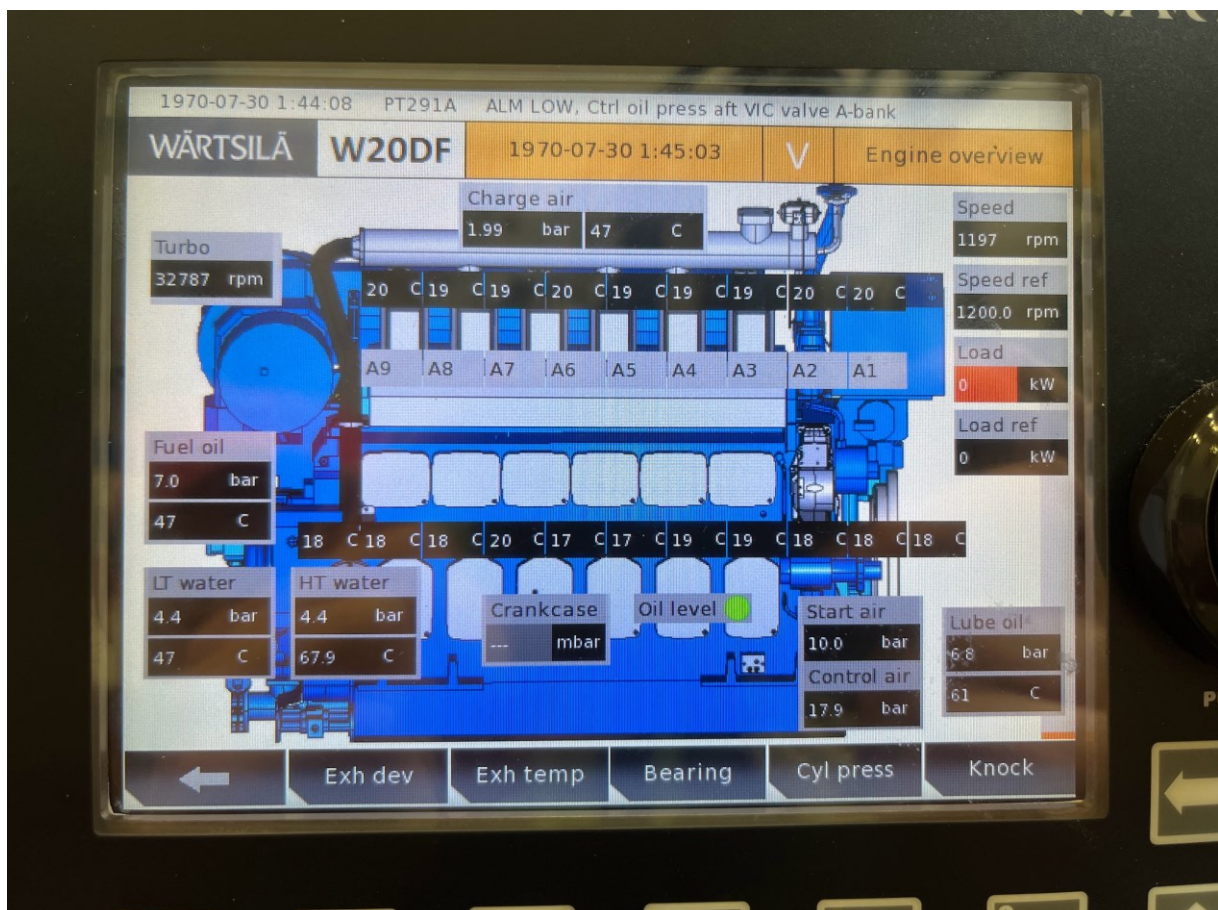 1970-07-30 1:44:08 PT291A ALM LOW, Ctrl oil press aft VIC valve A-bank
WÄRTSILÄ W20DF 1970-07-30 1:45:03 V Engine overview
Charge air
1.99 bar 47 C
Turbo
32787 rpm
Speed
1197 rpm
Speed ref
1200.0 rpm
Load
0 kW
Load ref
0 kW
20 C 19 C 19 C 20 C 19 C 19 C 19 C 20 C 20 C
A9 A8 A7 A6 A5 A4 A3 A2 A1
Fuel oil
7.0 bar
47 C
18 C 18 C 18 C 20 C 17 C 17 C 19 C 19 C 18 C 18 C 18 C
LT water
4.4 bar
47 C
HT water
4.4 bar
67.9 C
Crankcase
--- mbar
Oil level
Start air
10.0 bar
Control air
17.9 bar
Lube oil
6.8 bar
61 C
Exh dev Exh temp Bearing Cyl press Knock
P